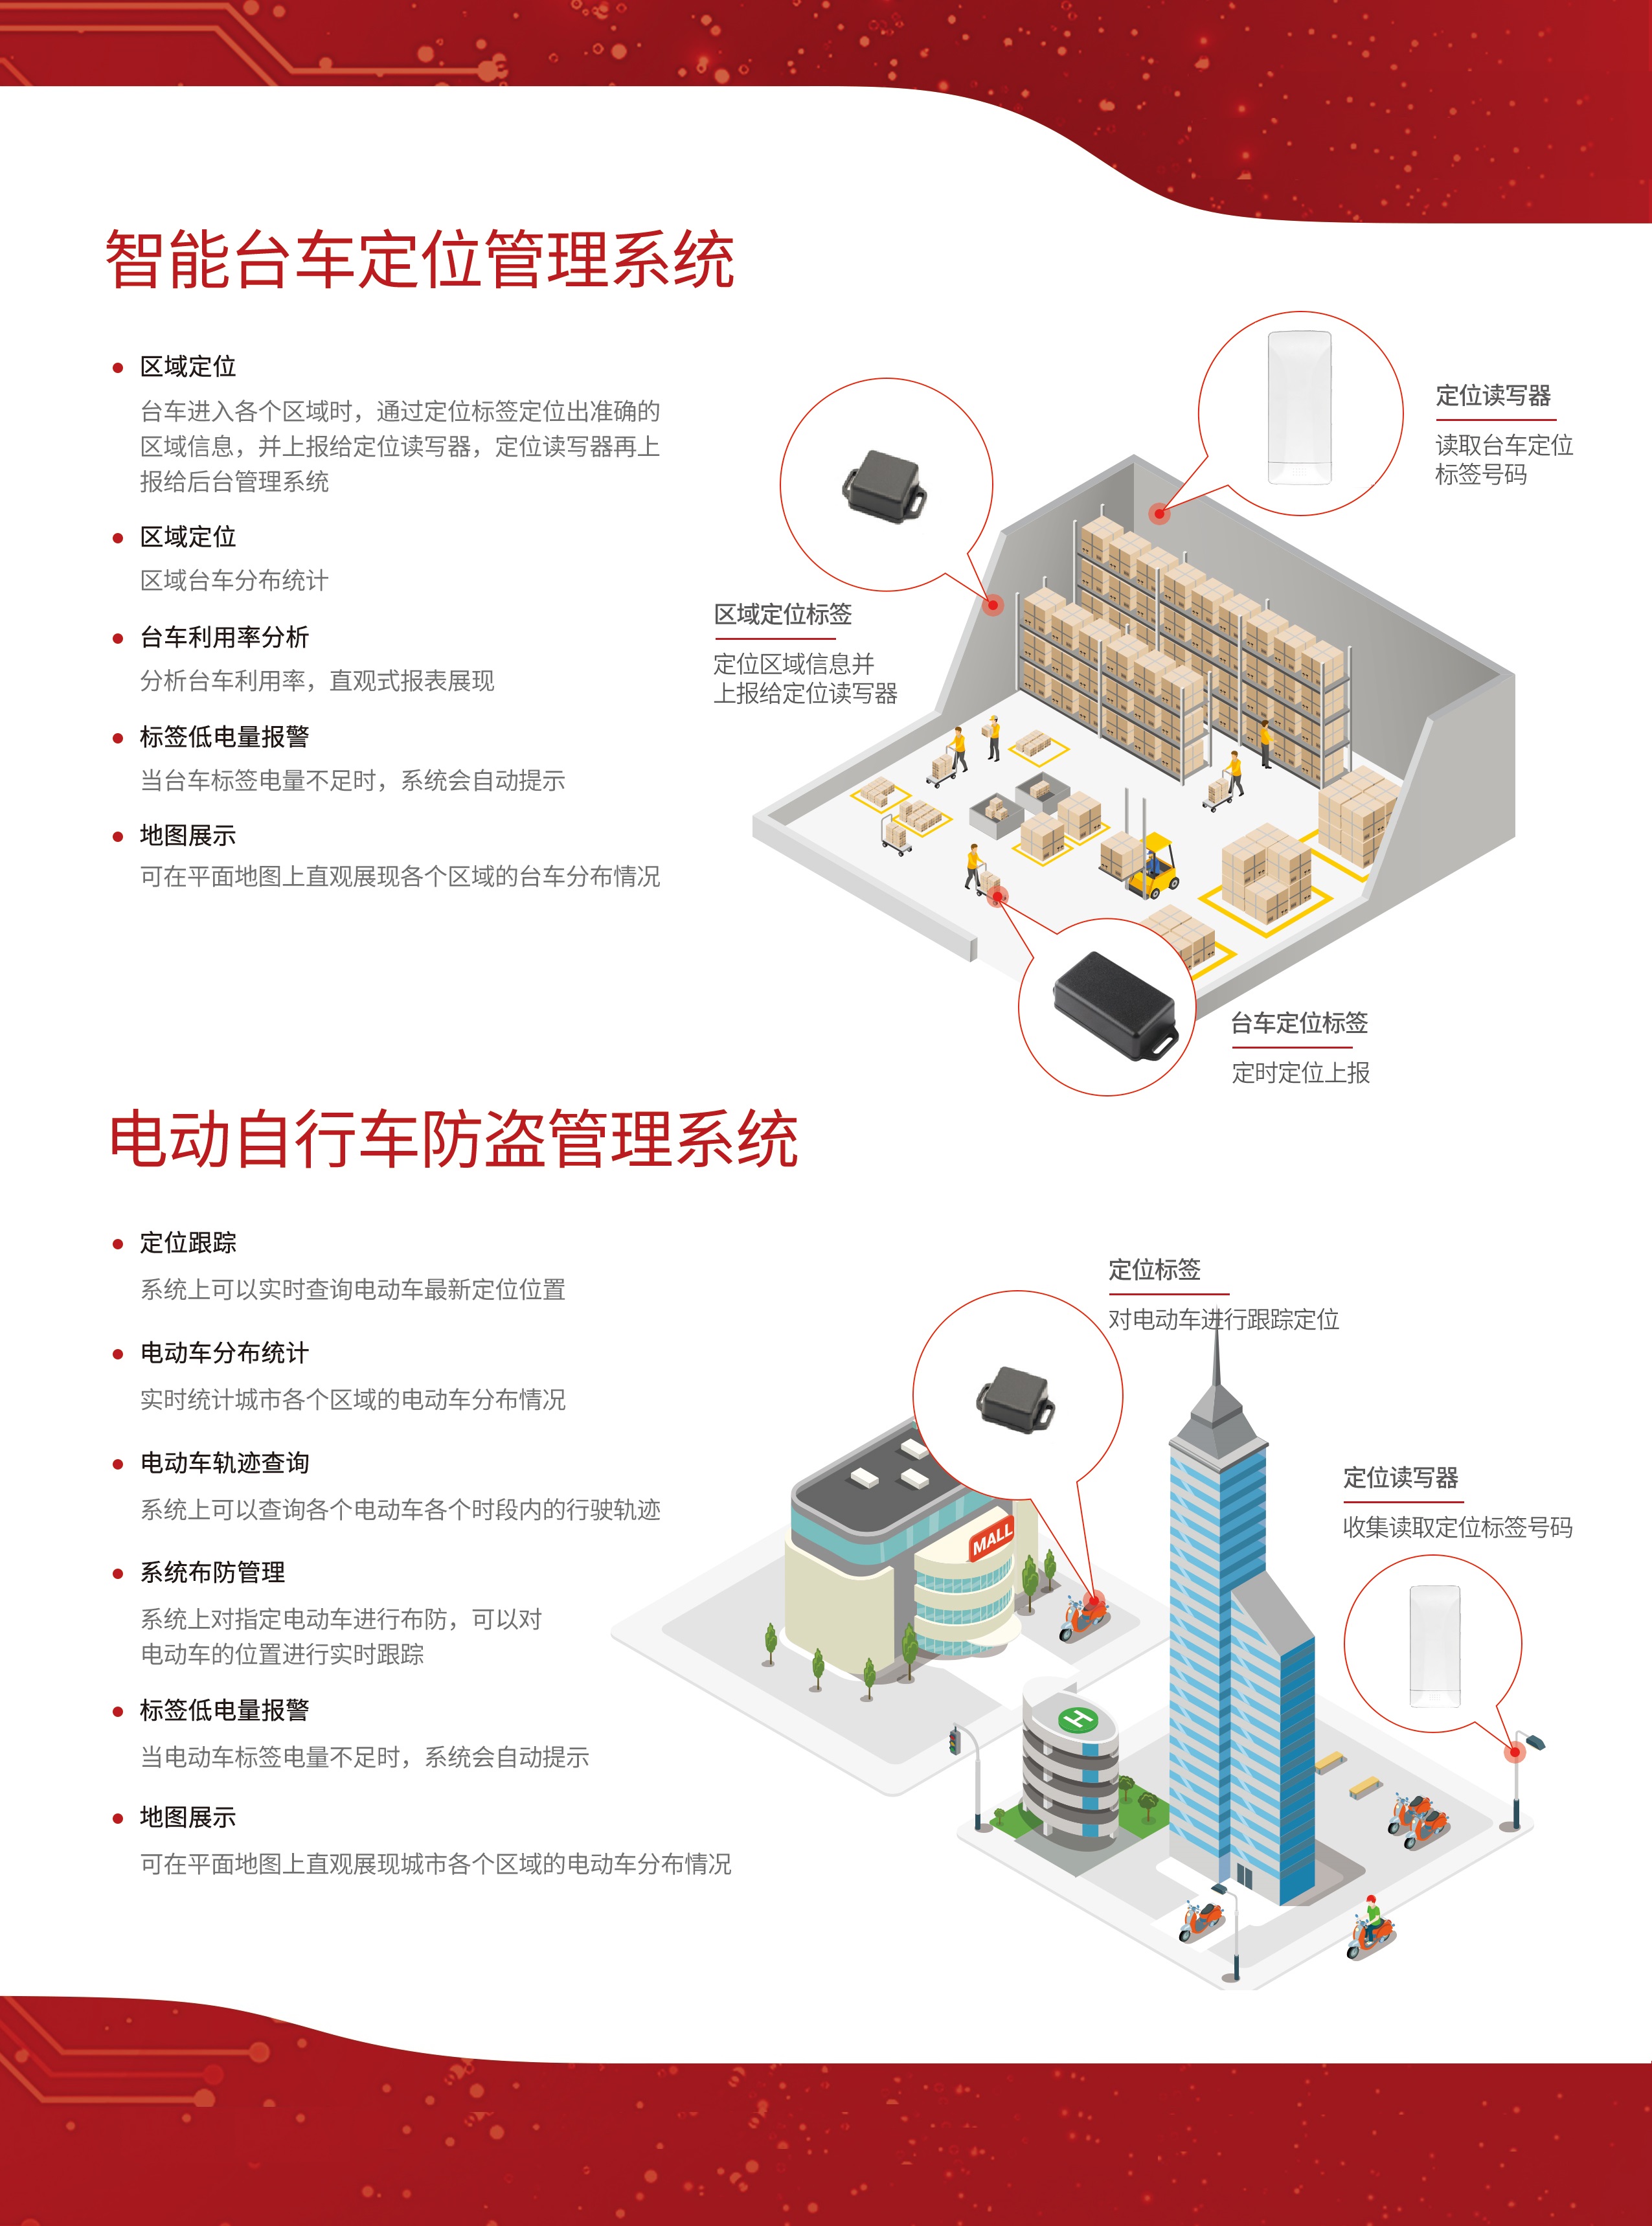 智能台车定位管理系统
区域定位
台车进入各个区域时，通过定位标签定位出准确的
区域信息，并上报给定位读写器，定位读写器再上
报给后台管理系统
区域定位
区域台车分布统计
台车利用率分析
分析台车利用率，直观式报表展现
标签低电量报警
当台车标签电量不足时，系统会自动提示
地图展示
可在平面地图上直观展现各个区域的台车分布情况
定位读写器
读取台车定位
标签号码
区域定位标签
定位区域信息并
上报给定位读写器
台车定位标签
定时定位上报
电动自行车防盗管理系统
定位跟踪
系统上可以实时查询电动车最新定位位置
电动车分布统计
实时统计城市各个区域的电动车分布情况
电动车轨迹查询
系统上可以查询各个电动车各个时段内的行驶轨迹
系统布防管理
系统上对指定电动车进行布防，可以对
电动车的位置进行实时跟踪
标签低电量报警
当电动车标签电量不足时，系统会自动提示
地图展示
可在平面地图上直观展现城市各个区域的电动车分布情况
定位标签
对电动车进行跟踪定位
定位读写器
收集读取定位标签号码
MALL
H